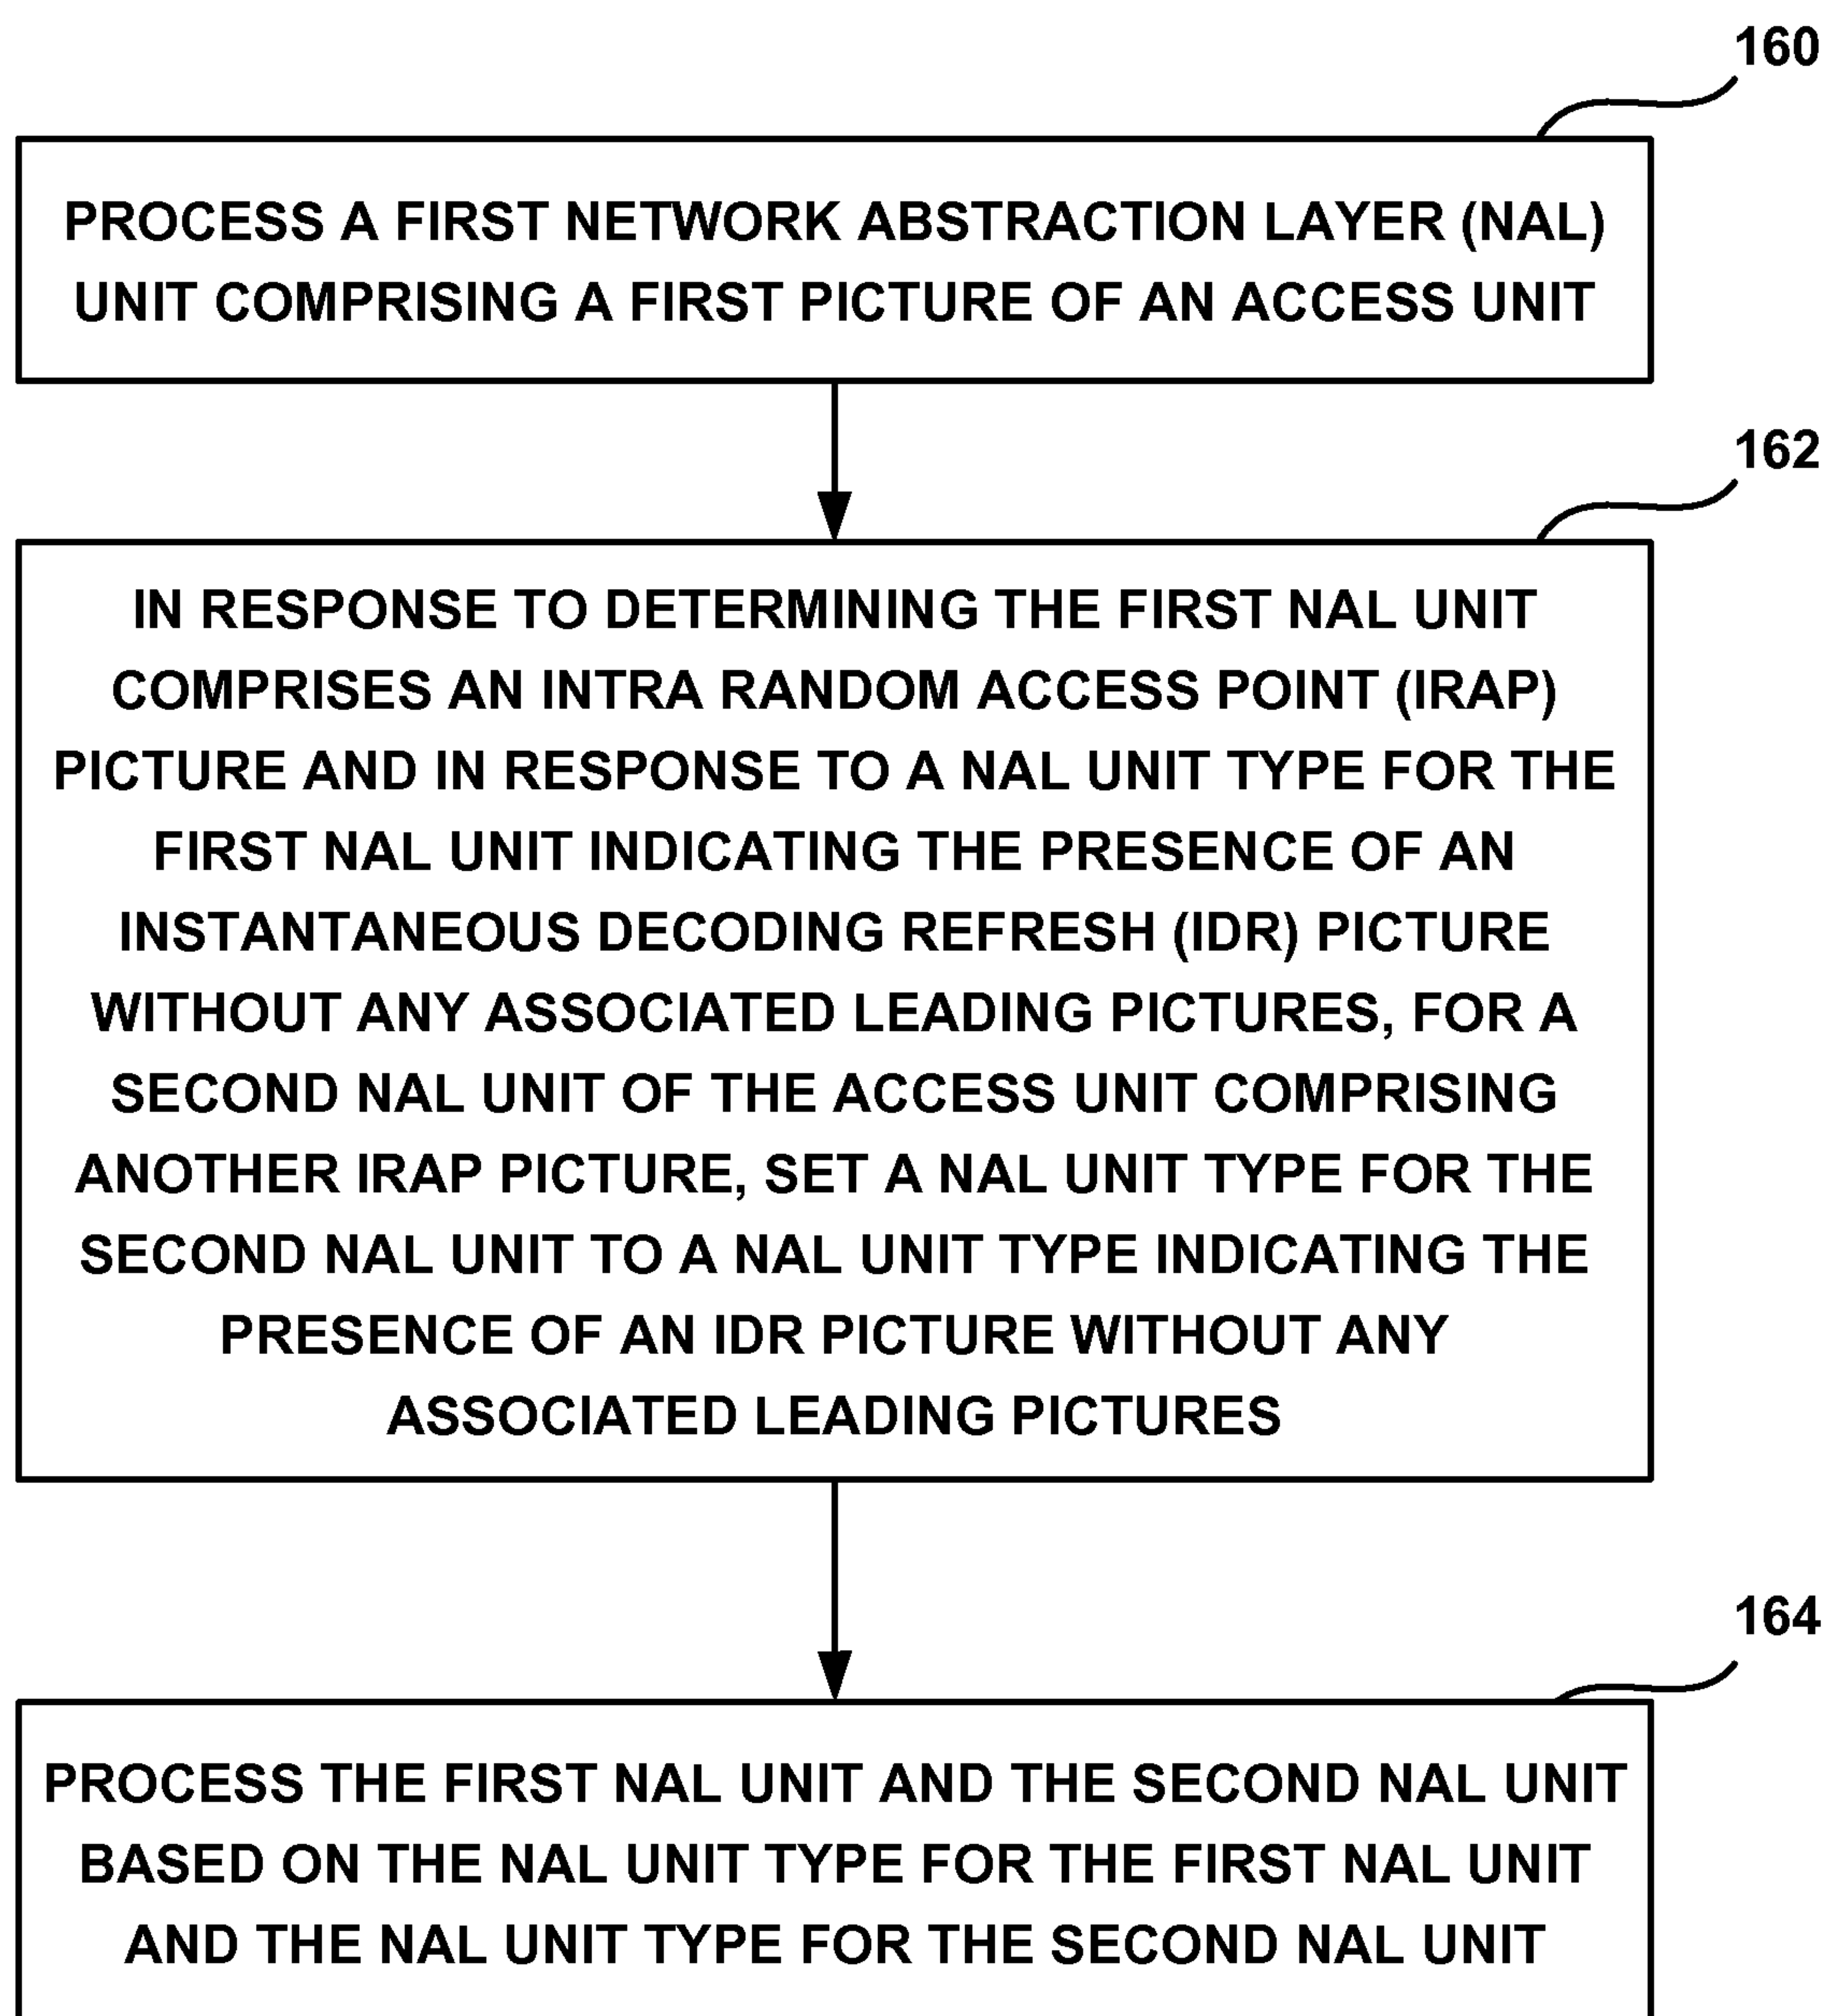 160
PROCESS A FIRST NETWORK ABSTRACTION LAYER (NAL)
UNIT COMPRISING A FIRST PICTURE OF AN ACCESS UNIT
162
IN RESPONSE TO DETERMINING THE FIRST NAL UNIT
COMPRISES AN INTRA RANDOM ACCESS POINT (IRAP)
PICTURE AND IN RESPONSE TO A NAL UNIT TYPE FOR THE
FIRST NAL UNIT INDICATING THE PRESENCE OF AN
INSTANTANEOUS DECODING REFRESH (IDR) PICTURE
WITHOUT ANY ASSOCIATED LEADING PICTURES, FOR A
SECOND NAL UNIT OF THE ACCESS UNIT COMPRISING
ANOTHER IRAP PICTURE, SET A NAL UNIT TYPE FOR THE
SECOND NAL UNIT TO A NAL UNIT TYPE INDICATING THE
PRESENCE OF AN IDR PICTURE WITHOUT ANY
ASSOCIATED LEADING PICTURES
164
PROCESS THE FIRST NAL UNIT AND THE SECOND NAL UNIT
BASED ON THE NAL UNIT TYPE FOR THE FIRST NAL UNIT
AND THE NAL UNIT TYPE FOR THE SECOND NAL UNIT